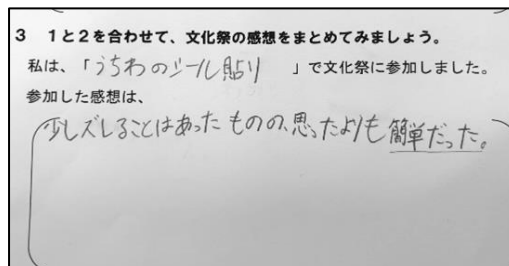 3 1と2を合わせて、文化祭の感想をまとめてみましょう。
私は、「うちわのシール貼り」で文化祭に参加しました。
参加した感想は、
少しズレることはあったものの、思ったよりも簡単だった。